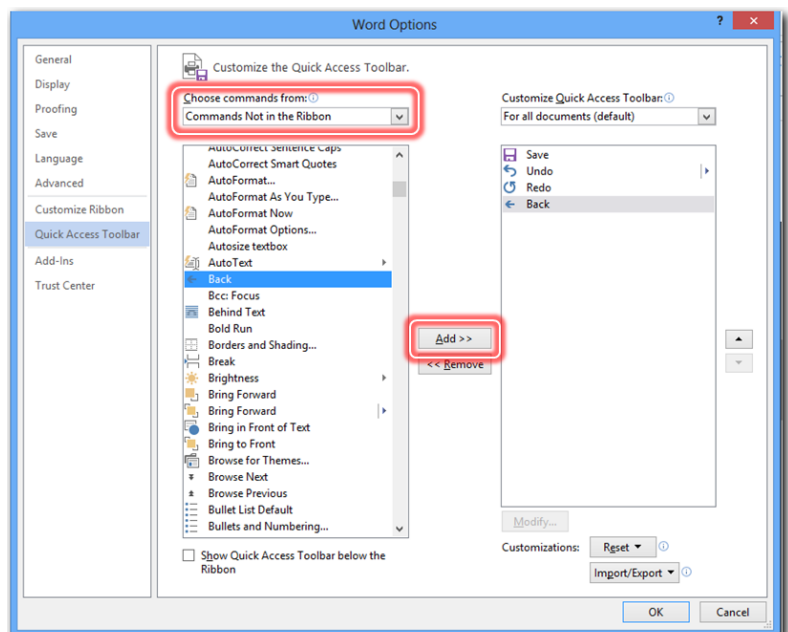 Word Options
?
General
Display
Proofing
Save
Language
Advanced
Customize Ribbon
Quick Access Toolbar
Add-Ins
Trust Center
Customize the Quick Access Toolbar.
Choose commands from:
Commands Not in the Ribbon
AutoCorrect Sentence Caps
AutoCorrect Smart Quotes
AutoFormat...
AutoFormat As You Type...
AutoFormat Now
AutoFormat Options...
Autosize textbox
AutoText
Back
Bcc: Focus
Behind Text
Bold Run
Borders and Shading...
Break
Brightness
Bring Forward
Bring Forward
Bring in Front of Text
Bring to Front
Browse for Themes...
Browse Next
Browse Previous
Bullet List Default
Bullets and Numbering...
Show Quick Access Toolbar below the
Ribbon
Add >>
<< Remove
Customize Quick Access Toolbar:
For all documents (default)
Save
Undo
Redo
Back
Modify...
Customizations:
Reset
Import/Export
OK
Cancel